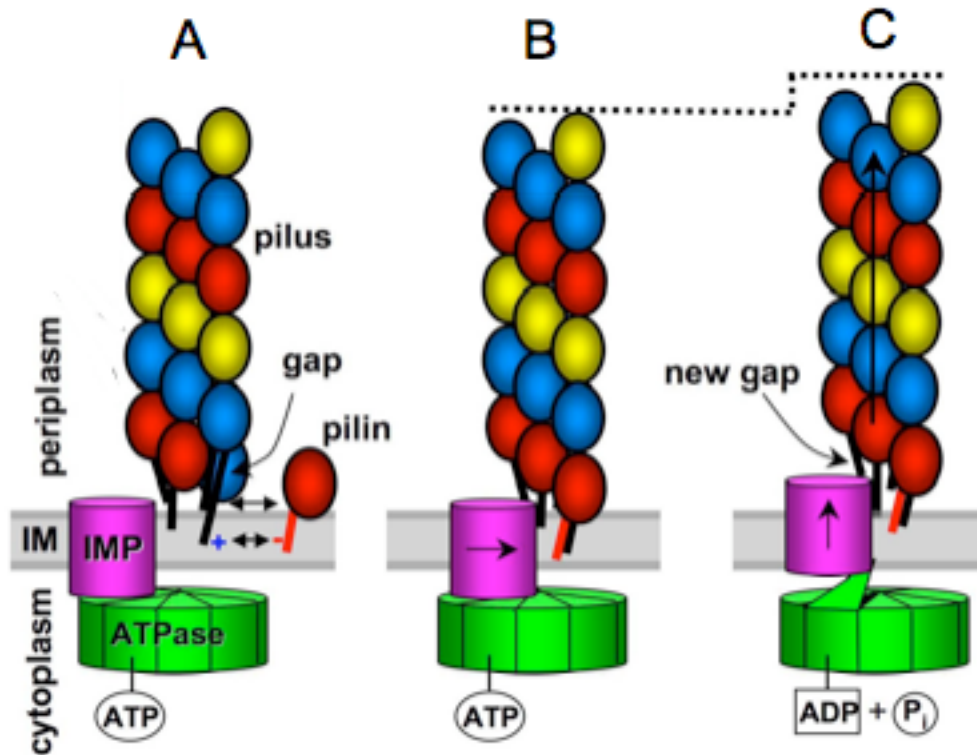 A B C
pilus
gap
new gap
pilin
periplasm
IM
IMP
+ -
ATPase
cytoplasm
ATP
ATP
ADP + Pi